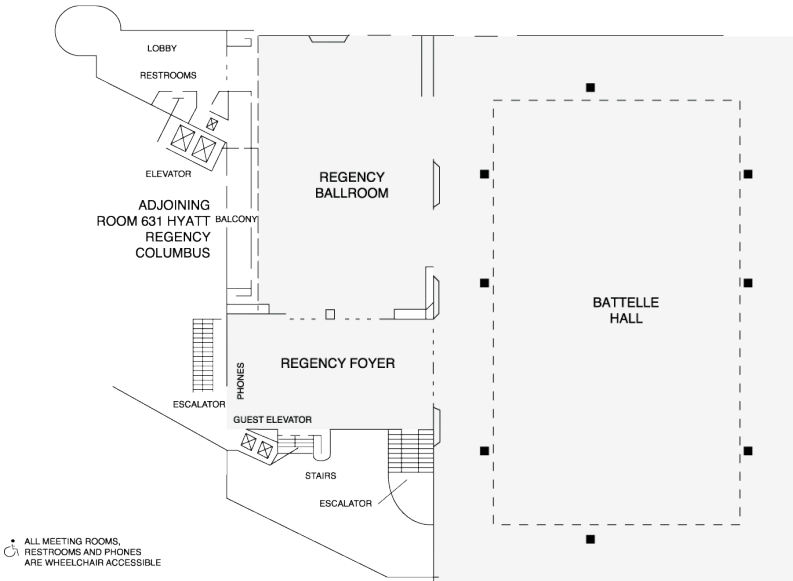 LOBBY
RESTROOMS
ELEVATOR
ADJOINING
ROOM 631 HYATT
REGENCY
COLUMBUS
BALCONY
REGENCY
BALLROOM
BATTELLE
HALL
REGENCY FOYER
PHONES
ESCALATOR
GUEST ELEVATOR
STAIRS
ESCALATOR
ALL MEETING ROOMS,
RESTROOMS AND PHONES
ARE WHEELCHAIR ACCESSIBLE